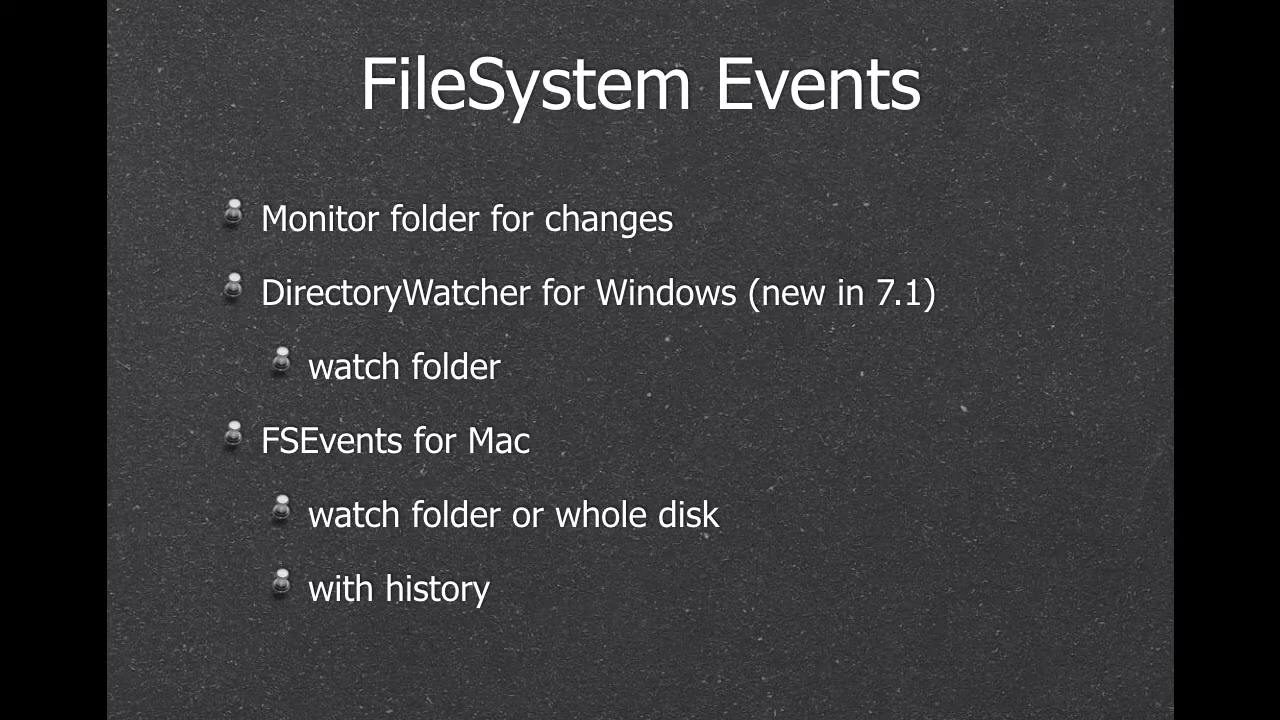 FileSystem Events
Monitor folder for changes
DirectoryWatcher for Windows (new in 7.1)
watch folder
FSEvents for Mac
watch folder or whole disk
with history